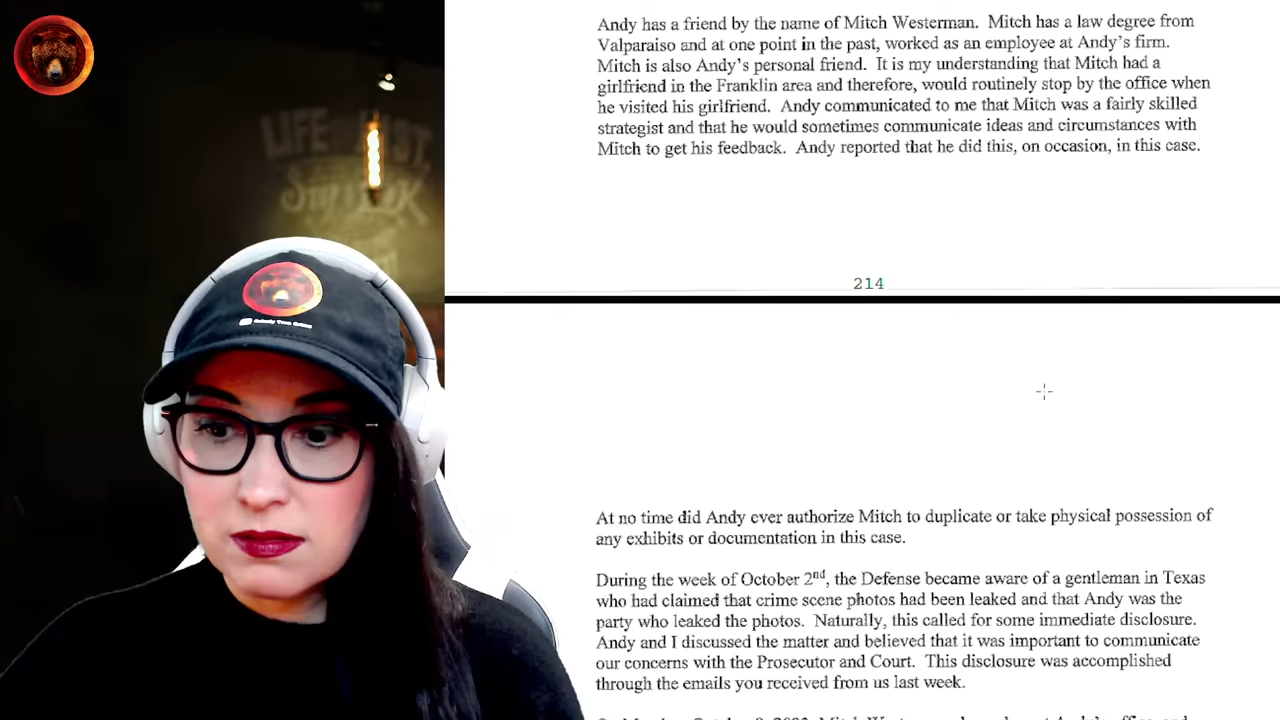 LIFE
Andy has a friend by the name of Mitch Westerman. Mitch has a law degree from
Valparaiso and at one point in the past, worked as an employee at Andy's firm.
Mitch is also Andy's personal friend. It is my understanding that Mitch had a
girlfriend in the Franklin area and therefore, would routinely stop by the office when
he visited his girlfriend. Andy communicated to me that Mitch was a fairly skilled
strategist and that he would sometimes communicate ideas and circumstances with
Mitch to get his feedback. Andy reported that he did this, on occasion, in this case.
214
At no time did Andy ever authorize Mitch to duplicate or take physical possession of
any exhibits or documentation in this case.
During the week of October 2nd, the Defense became aware of a gentleman in Texas
who had claimed that crime scene photos had been leaked and that Andy was the
party who leaked the photos. Naturally, this called for some immediate disclosure.
Andy and I discussed the matter and believed that it was important to communicate
our concerns with the Prosecutor and Court. This disclosure was accomplished
through the emails you received from us last week.